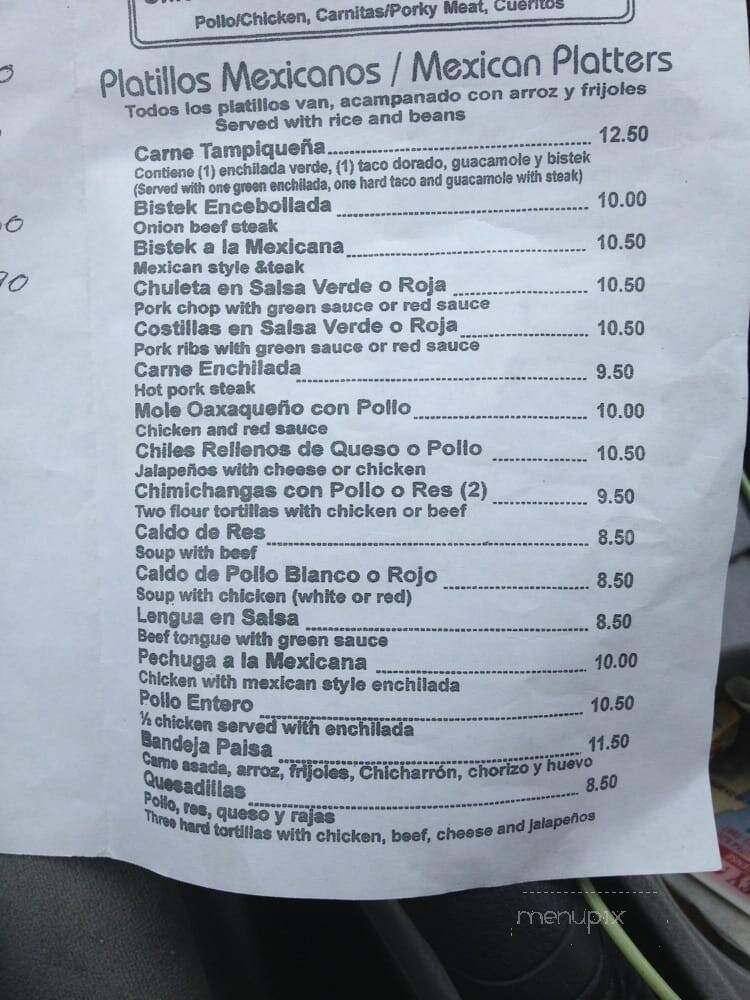 Pollo/Chicken, Carnitas/Porky Meat, Cueritos
Platillos Mexicanos / Mexican Platters
Todos los platillos van, acampanado con arroz y frijoles
Served with rice and beans
Carne Tampiqueña 12.50
Contiene (1) enchilada verde, (1) taco dorado, guacamole y bistek
(Served with one green enchilada, one hard taco and guacamole with steak)
Bistek Encebollada 10.00
Onion beef steak
Bistek a la Mexicana 10.50
Mexican style &teak
Chuleta en Salsa Verde o Roja 10.50
Pork chop with green sauce or red sauce
Costillas en Salsa Verde o Roja 10.50
Pork ribs with green sauce or red sauce
Carne Enchilada 9.50
Hot pork steak
Mole Oaxaqueño con Pollo 10.00
Chicken and red sauce
Chiles Rellenos de Queso o Pollo 10.50
Jalapeños with cheese or chicken
Chimichangas con Pollo o Res (2) 9.50
Two flour tortillas with chicken or beef
Caldo de Res 8.50
Soup with beef
Caldo de Pollo Blanco o Rojo 8.50
Soup with chicken (white or red)
Lengua en Salsa 8.50
Beef tongue with green sauce
Pechuga a la Mexicana 10.00
Chicken with mexican style enchilada
Pollo Entero 10.50
½ chicken served with enchilada
Bandeja Paisa 11.50
Carne asada, arroz, frijoles, Chicharrón, chorizo y huevo
Quesadillas 8.50
Pollo, res, queso y rajas
Three hard tortillas with chicken, beef, cheese and jalapeños
menupix